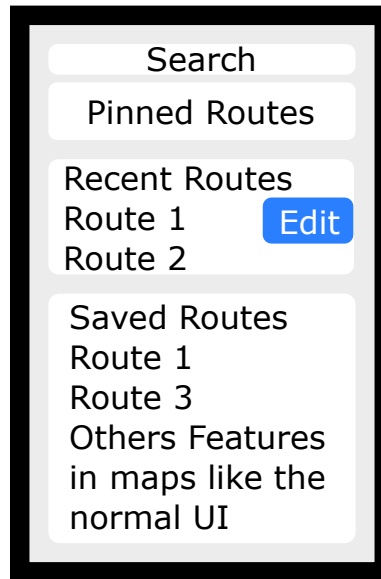 Search
Pinned Routes
Recent Routes
Route 1
Edit
Route 2
Saved Routes
Route 1
Route 3
Others Features
in maps like the
normal UI